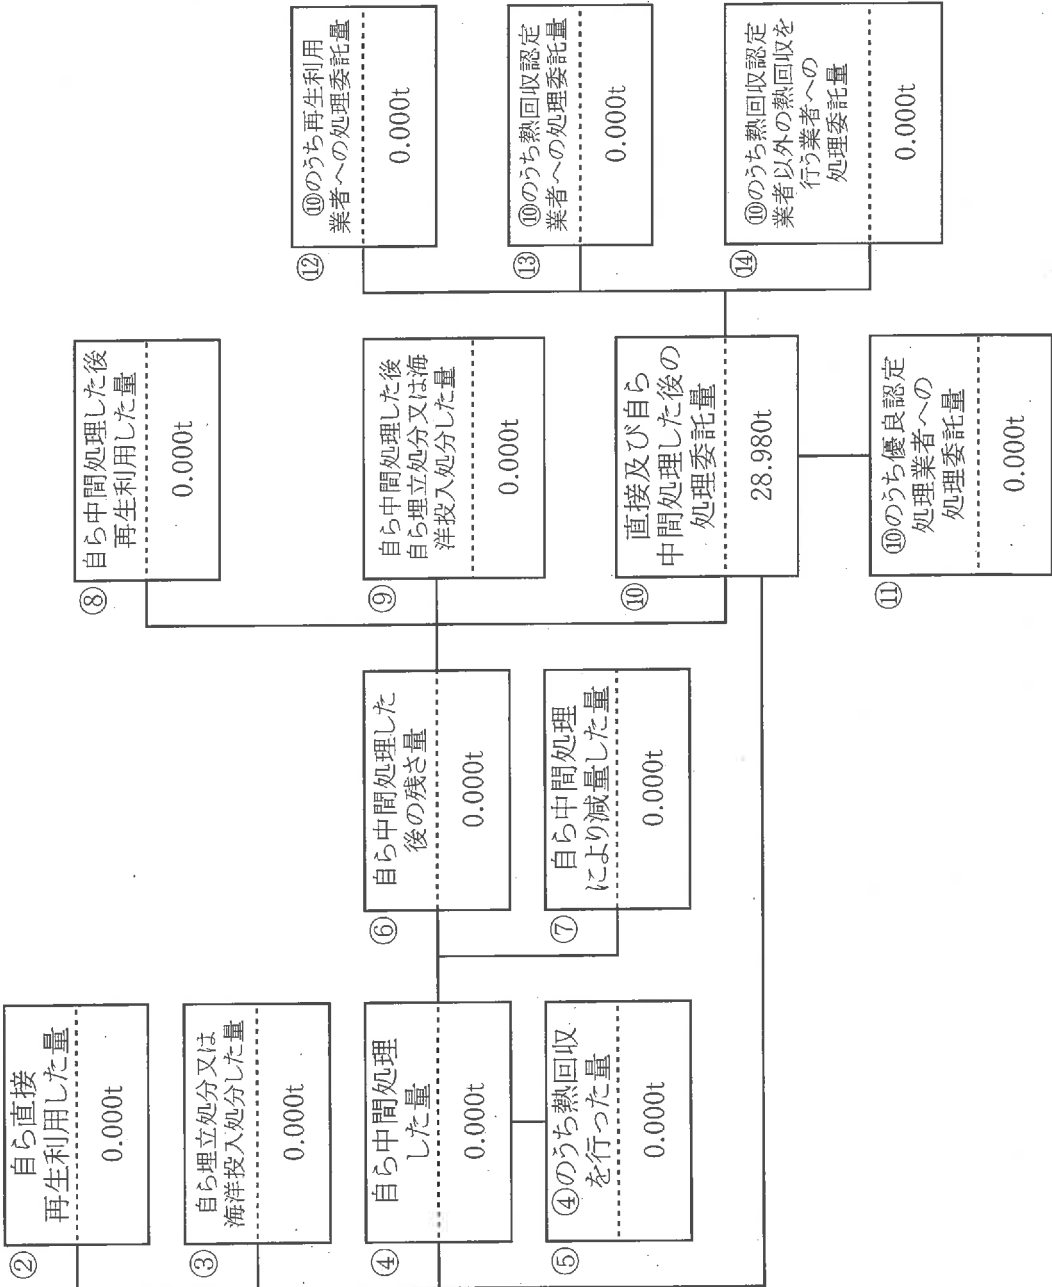 ②
自ら直接
再生利用した量
0.000t
③
自ら埋立処分又は
海洋投入処分した量
0.000t
④
自ら中間処理
した量
0.000t
⑤
④のうち熱回収
を行った量
0.000t
⑥
自ら中間処理した
後の残さ量
0.000t
⑦
自ら中間処理
により減量した量
0.000t
⑧
自ら中間処理した後
再生利用した量
0.000t
⑨
自ら中間処理した後
自ら埋立処分又は海
洋投入処分した量
0.000t
⑩
直接及び自ら
中間処理した後の
処理委託量
28.980t
⑪
⑩のうち優良認定
処理業者への
処理委託量
0.000t
⑫
⑩のうち再生利用
業者への処理委託量
0.000t
⑬
⑩のうち熱回収認定
業者への処理委託量
0.000t
⑭
⑩のうち熱回収認定
業者以外の熱回収を
行う業者への
処理委託量
0.000t